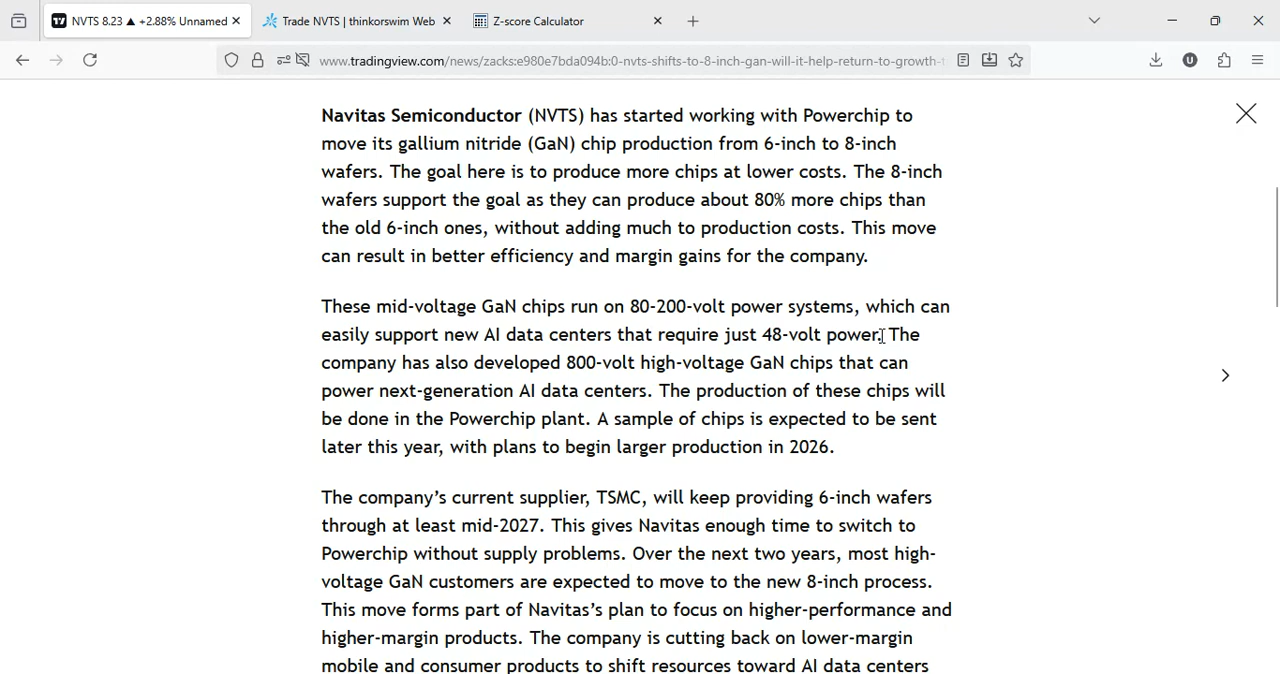 NVTS 8.23 ▲ +2.88% Unnamed
Trade NVTS | thinkorswim Web
Z-score Calculator
www.tradingview.com/news/zacks:e980e7bda094b:0-nvts-shifts-to-8-inch-gan-will-it-help-return-to-growth-
Navitas Semiconductor (NVTS) has started working with Powerchip to
move its gallium nitride (GaN) chip production from 6-inch to 8-inch
wafers. The goal here is to produce more chips at lower costs. The 8-inch
wafers support the goal as they can produce about 80% more chips than
the old 6-inch ones, without adding much to production costs. This move
can result in better efficiency and margin gains for the company.
These mid-voltage GaN chips run on 80-200-volt power systems, which can
easily support new AI data centers that require just 48-volt power. The
company has also developed 800-volt high-voltage GaN chips that can
power next-generation AI data centers. The production of these chips will
be done in the Powerchip plant. A sample of chips is expected to be sent
later this year, with plans to begin larger production in 2026.
The company’s current supplier, TSMC, will keep providing 6-inch wafers
through at least mid-2027. This gives Navitas enough time to switch to
Powerchip without supply problems. Over the next two years, most high-
voltage GaN customers are expected to move to the new 8-inch process.
This move forms part of Navitas’s plan to focus on higher-performance and
higher-margin products. The company is cutting back on lower-margin
mobile and consumer products to shift resources toward AI data centers